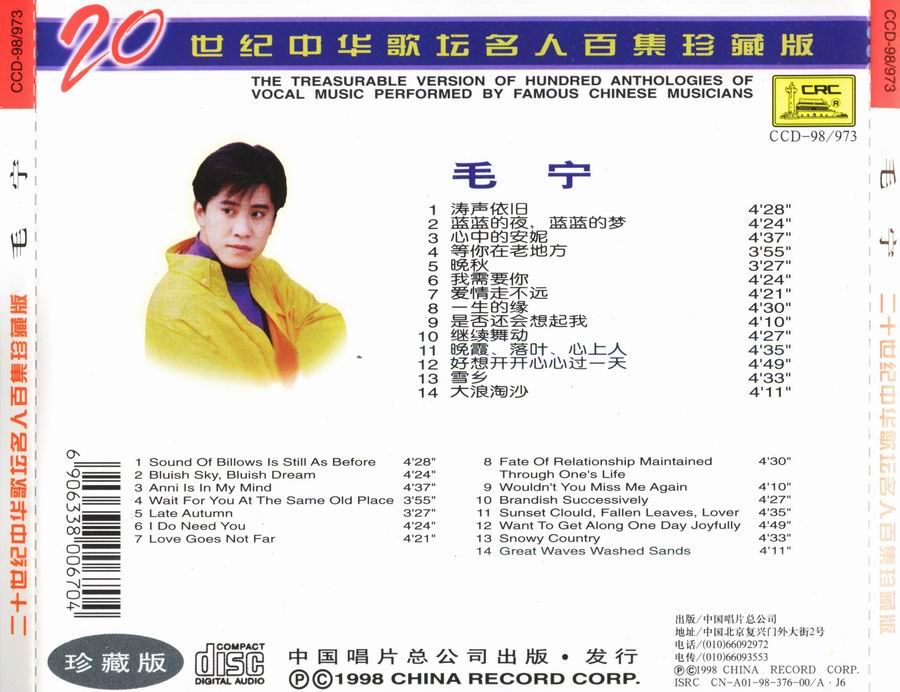 CCD-98/973
毛宁
二十世纪中华歌坛名人百集珍藏版
20世纪中华歌坛名人百集珍藏版
THE TREASURABLE VERSION OF HUNDRED ANTHOLOGIES OF
VOCAL MUSIC PERFORMED BY FAMOUS CHINESE MUSICIANS
CRC
®
CCD-98/973
毛 宁
1 涛声依旧 4'28"
2 蓝蓝的夜，蓝蓝的梦 4'24"
3 心中的安妮 4'37"
4 等你在老地方 3'55"
5 晚秋 3'27"
6 我需要你 4'24"
7 爱情走不远 4'21"
8 一生的缘 4'30"
9 是否还会想起我 4'10"
10 继续舞动 4'27"
11 晚霞、落叶、心上人 4'35"
12 好想开开心心过一天 4'49"
13 雪乡 4'33"
14 大浪淘沙 4'11"
1 Sound Of Billows Is Still As Before 4'28"
2 Bluish Sky, Bluish Dream 4'24"
3 Anni Is In My Mind 4'37"
4 Wait For You At The Same Old Place 3'55"
5 Late Autumn 3'27"
6 I Do Need You 4'24"
7 Love Goes Not Far 4'21"
8 Fate Of Relationship Maintained 4'30"
Through One's Life
9 Wouldn't You Miss Me Again 4'10"
10 Brandish Successively 4'27"
11 Sunset Clould, Fallen Leaves, Lover 4'35"
12 Want To Get Along One Day Joyfully 4'49"
13 Snowy Country 4'33"
14 Great Waves Washed Sands 4'11"
6 906338 006704
珍藏版
COMPACT
disc
DIGITAL AUDIO
中国唱片总公司出版·发行
ⓅⒸ1998 CHINA RECORD CORP.
出版/中国唱片总公司
地址/中国北京复兴门外大街2号
电话/(010)66092972
电传/(010)66093553
ⓅⒸ1998 CHINA RECORD CORP.
ISRC CN-A01-98-376-00/A·J6
CCD-98/973
毛宁
二十世纪中华歌坛名人百集珍藏版